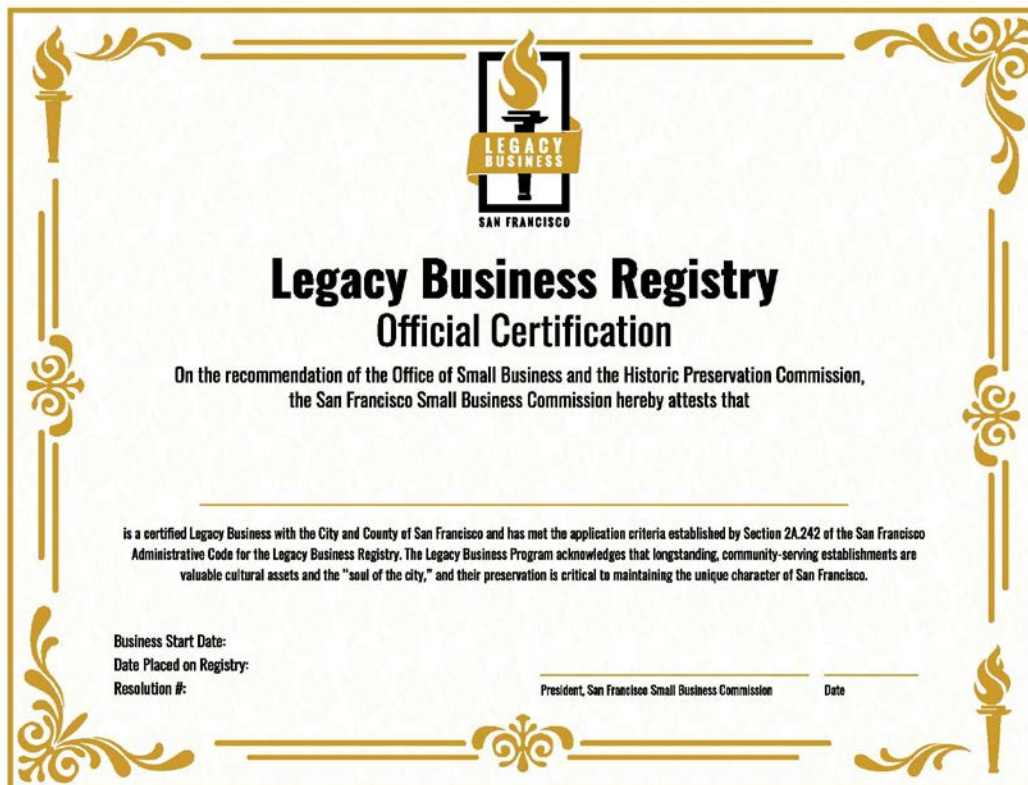 LEGACY
BUSINESS
SAN FRANCISCO
Legacy Business Registry
Official Certification
On the recommendation of the Office of Small Business and the Historic Preservation Commission,
the San Francisco Small Business Commission hereby attests that
is a certified Legacy Business with the City and County of San Francisco and has met the application criteria established by Section 2A.242 of the San Francisco
Administrative Code for the Legacy Business Registry. The Legacy Business Program acknowledges that longstanding, community-serving establishments are
valuable cultural assets and the “soul of the city,” and their preservation is critical to maintaining the unique character of San Francisco.
Business Start Date:
Date Placed on Registry:
Resolution #:
President, San Francisco Small Business Commission Date